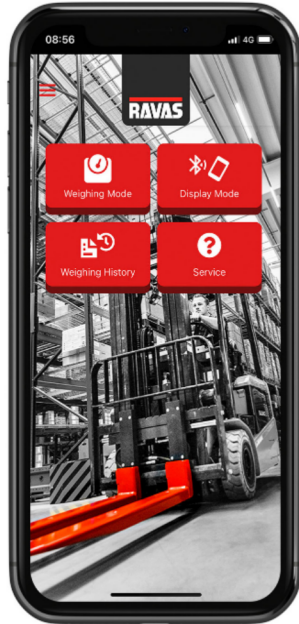 08:56
4G
RAVAS
Weighing Mode
Display Mode
Weighing History
Service